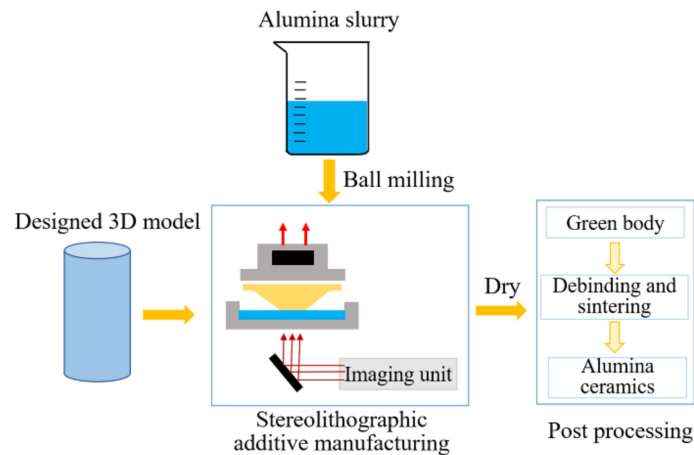 Alumina slurry
Ball milling
Designed 3D model
Imaging unit
Stereolithographic
additive manufacturing
Dry
Green body
Debinding and
sintering
Alumina
ceramics
Post processing